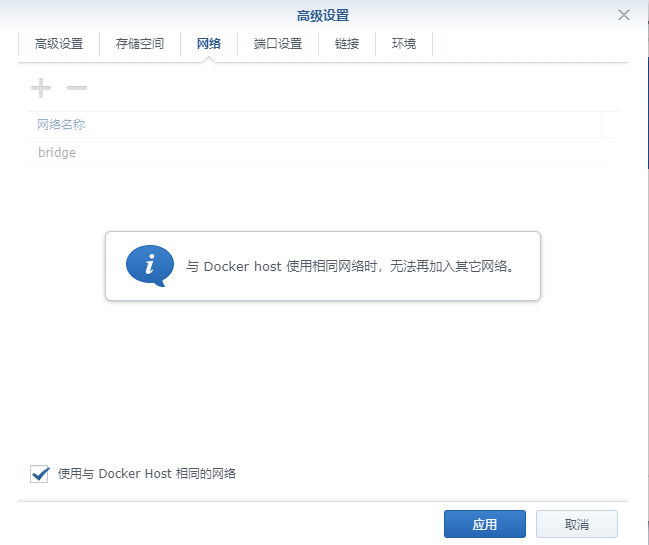 高级设置
高级设置 存储空间 网络 端口设置 链接 环境
网络名称
bridge
与 Docker host 使用相同网络时，无法再加入其它网络。
使用与 Docker Host 相同的网络
应用 取消